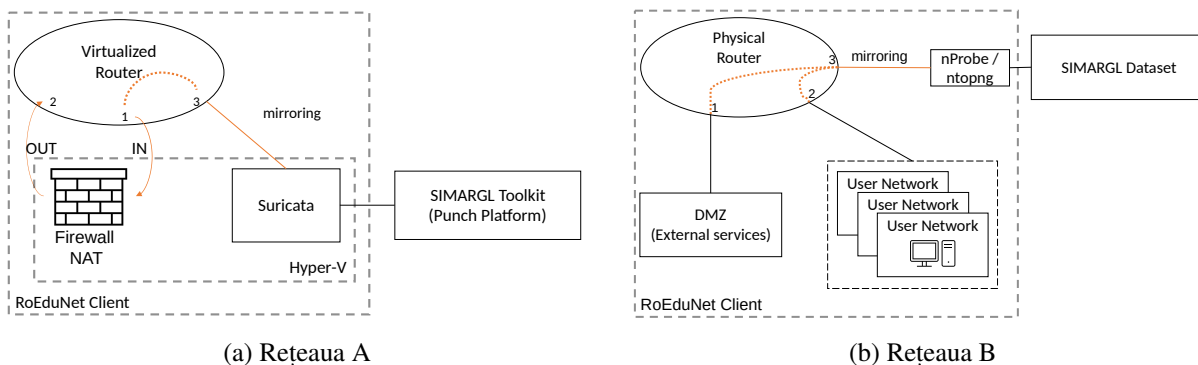 Virtualized
Router
2
1
3
mirroring
OUT
IN
Firewall
NAT
Suricata
Hyper-V
RoEduNet Client
SIMARGL Toolkit
(Punch Platform)
(a) Rețeaua A
Physical
Router
3
2
1
mirroring
nProbe /
ntopng
SIMARGL Dataset
DMZ
(External services)
User Network
User Network
User Network
RoEduNet Client
(b) Rețeaua B